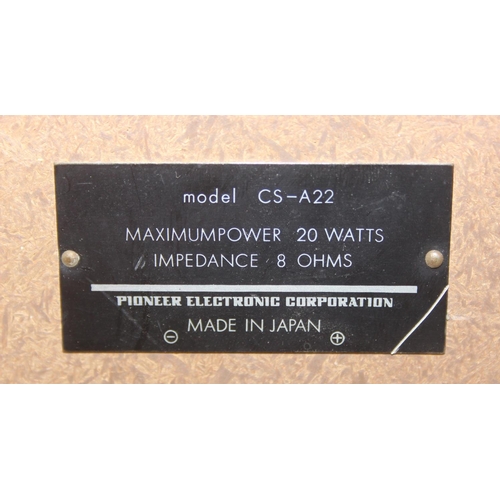 model CS-A22
MAXIMUMPOWER 20 WATTS
IMPEDANCE 8 OHMS
PIONEER ELECTRONIC CORPORATION
MADE IN JAPAN
⊖ ⊕